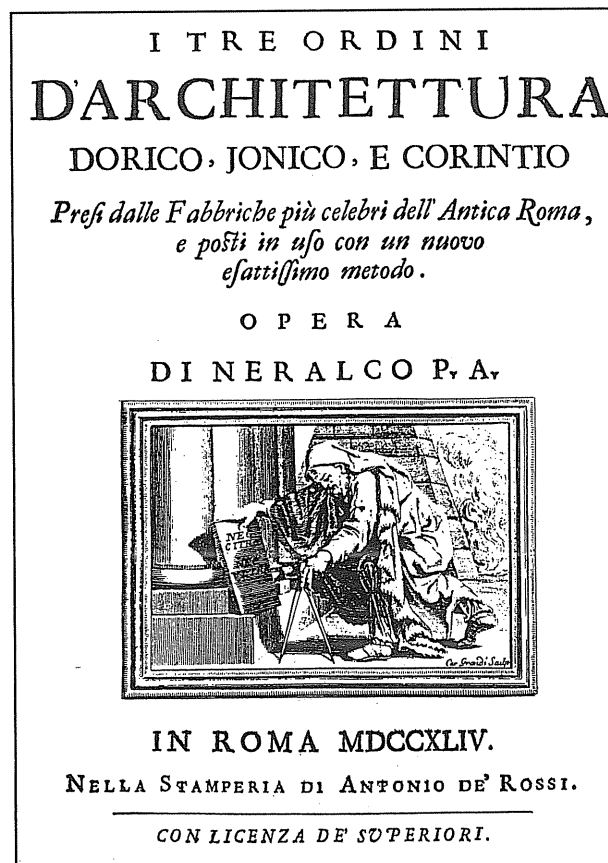 I TRE ORDINI
D'ARCHITETTURA
DORICO, JONICO, E CORINTIO
Preſi dalle Fabbriche più celebri dell' Antica Roma,
e poſti in uſo con un nuovo
eſattiſſimo metodo.
OPERA
DI NERALCO P. A.
IN ROMA MDCCXLIV.
NELLA STAMPERIA DI ANTONIO DE' ROSSI.
CON LICENZA DE' SUPERIORI.